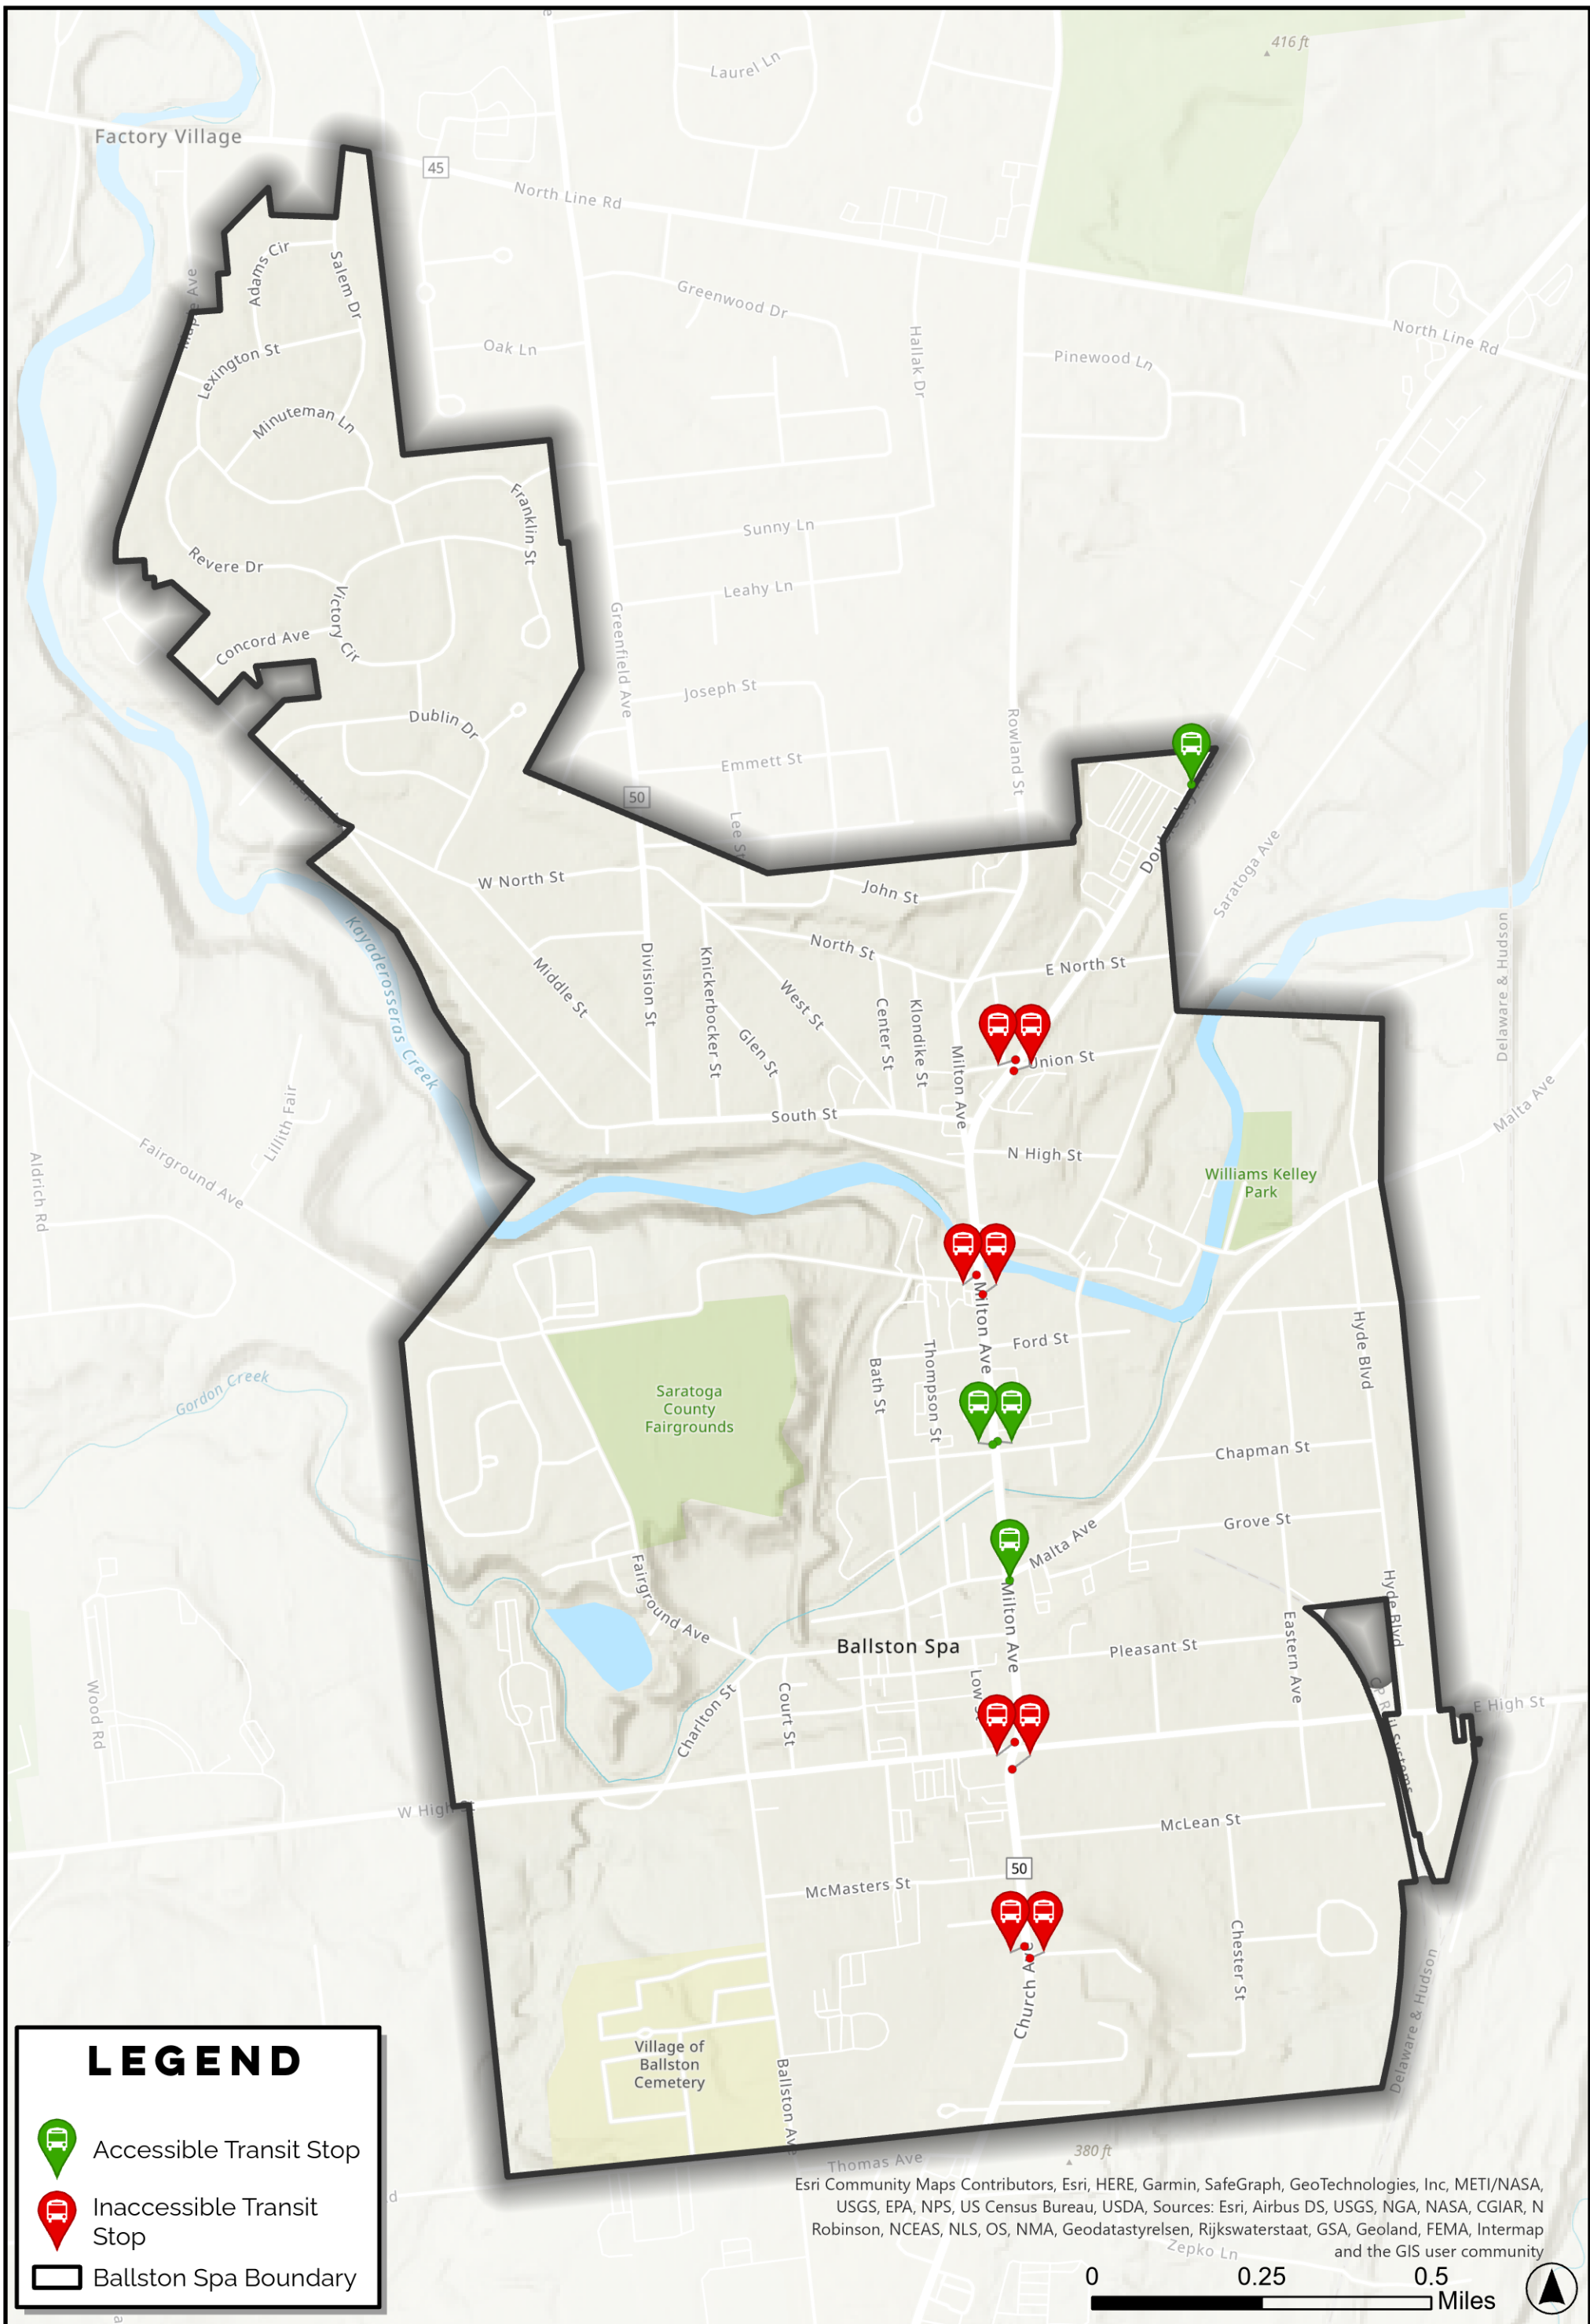 416 ft
Laurel Ln
Factory Village
45
North Line Rd
Adams Cir
Salem Dr
Greenwood Dr
North Line Rd
Oak Ln
Hallak Dr
Pinewood Ln
Lexington St
Minuteman Ln
Franklin St
Sunny Ln
Revere Dr
Leahy Ln
Victory Cir
Concord Ave
Greenfield Ave
Joseph St
Dublin Dr
Rowland St
Emmett St
50
Lee St
Saratoga Ave
W North St
John St
Kayaderosseras Creek
North St
E North St
Delaware & Hudson
Middle St
Division St
Knickerbocker St
West St
Glen St
Center St
Klondike St
Milton Ave
Union St
South St
N High St
Malta Ave
Lillith Fair
Fairground Ave
Aldrich Rd
Williams Kelley
Park
Milton Ave
Ford St
Hyde Blvd
Gordon Creek
Bath St
Thompson St
Saratoga
County
Fairgrounds
Chapman St
Grove St
Malta Ave
Fairground Ave
Milton Ave
Hyde Blvd
Ballston Spa
Pleasant St
Eastern Ave
Low St
Court St
Charlton St
Wood Rd
E High St
W High St
McLean St
50
McMasters St
Chester St
Church Ave
Delaware & Hudson
Village of
Ballston
Cemetery
Ballston Ave
Thomas Ave
380 ft
Zepko Ln
LEGEND
Accessible Transit Stop
Inaccessible Transit
Stop
Ballston Spa Boundary
Esri Community Maps Contributors, Esri, HERE, Garmin, SafeGraph, GeoTechnologies, Inc, METI/NASA,
USGS, EPA, NPS, US Census Bureau, USDA, Sources: Esri, Airbus DS, USGS, NGA, NASA, CGIAR, N
Robinson, NCEAS, NLS, OS, NMA, Geodatastyrelsen, Rijkswaterstaat, GSA, Geoland, FEMA, Intermap
and the GIS user community
0 0.25 0.5
Miles